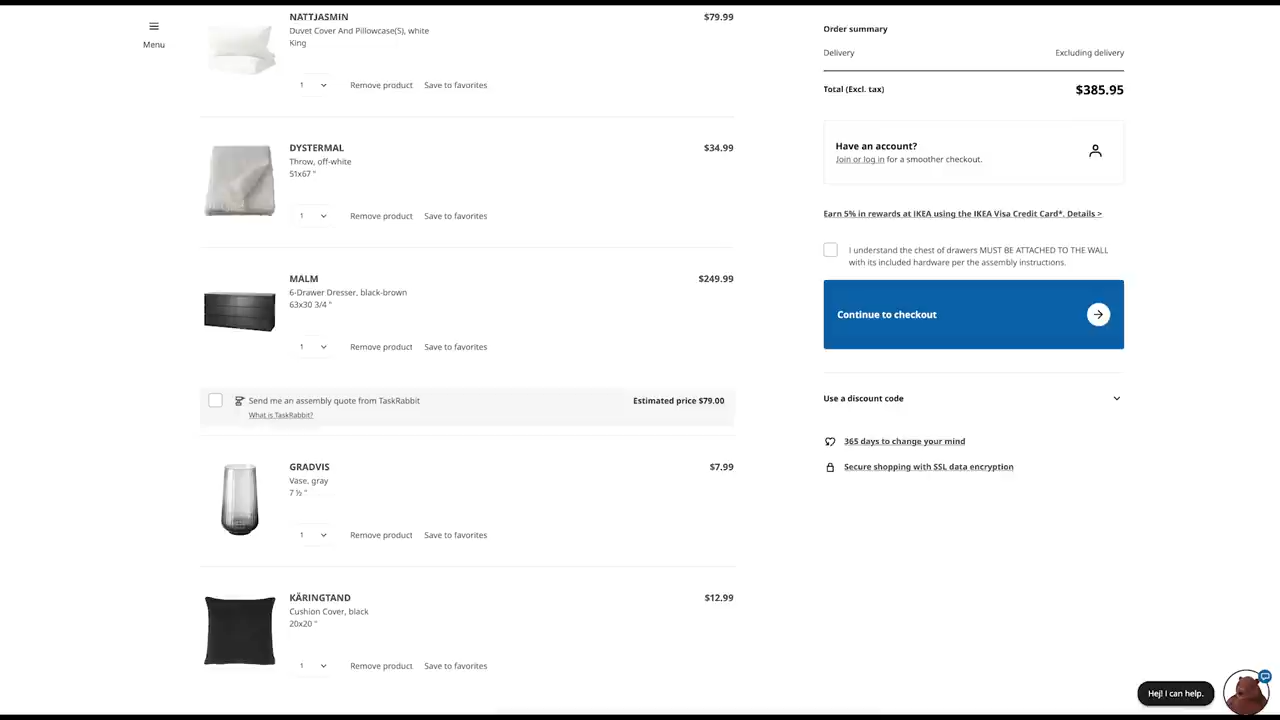 Menu
NATTJASMIN
$79.99
Duvet Cover And Pillowcase(S), white
King
1
Remove product
Save to favorites
DYSTERMAL
$34.99
Throw, off-white
51x67 "
1
Remove product
Save to favorites
MALM
$249.99
6-Drawer Dresser, black-brown
63x30 3/4 "
1
Remove product
Save to favorites
Send me an assembly quote from TaskRabbit
Estimated price $79.00
What is TaskRabbit?
GRADVIS
$7.99
Vase, gray
7 ½ "
1
Remove product
Save to favorites
KÄRINGTAND
$12.99
Cushion Cover, black
20x20 "
1
Remove product
Save to favorites
Order summary
Delivery
Excluding delivery
Total (Excl. tax)
$385.95
Have an account?
Join or log in for a smoother checkout.
Earn 5% in rewards at IKEA using the IKEA Visa Credit Card*. Details >
I understand the chest of drawers MUST BE ATTACHED TO THE WALL
with its included hardware per the assembly instructions.
Continue to checkout
Use a discount code
365 days to change your mind
Secure shopping with SSL data encryption
Hej! I can help.